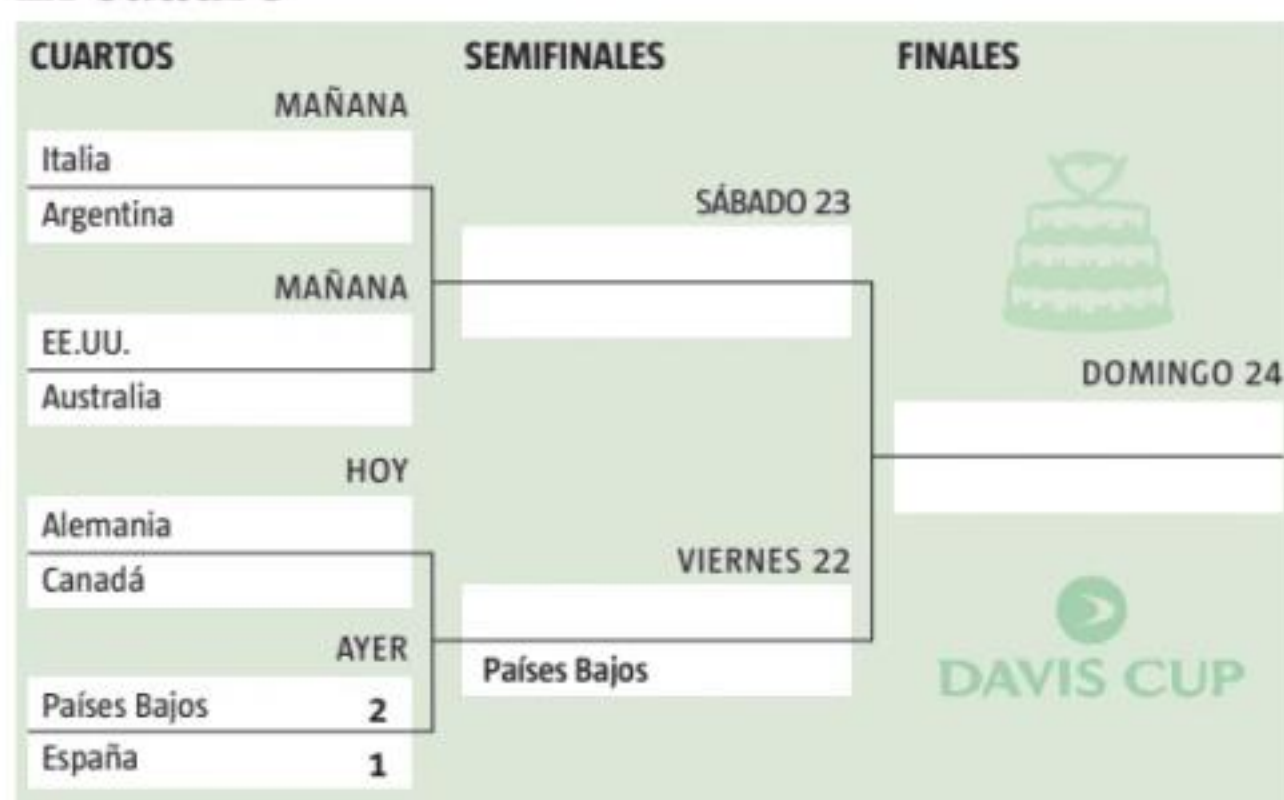 CUARTOS
MAÑANA
Italia
Argentina
MAÑANA
EE.UU.
Australia
HOY
Alemania
Canadá
AYER
Países Bajos 2
España 1
SEMIFINALES
SÁBADO 23
VIERNES 22
Países Bajos
FINALES
DOMINGO 24
DAVIS CUP